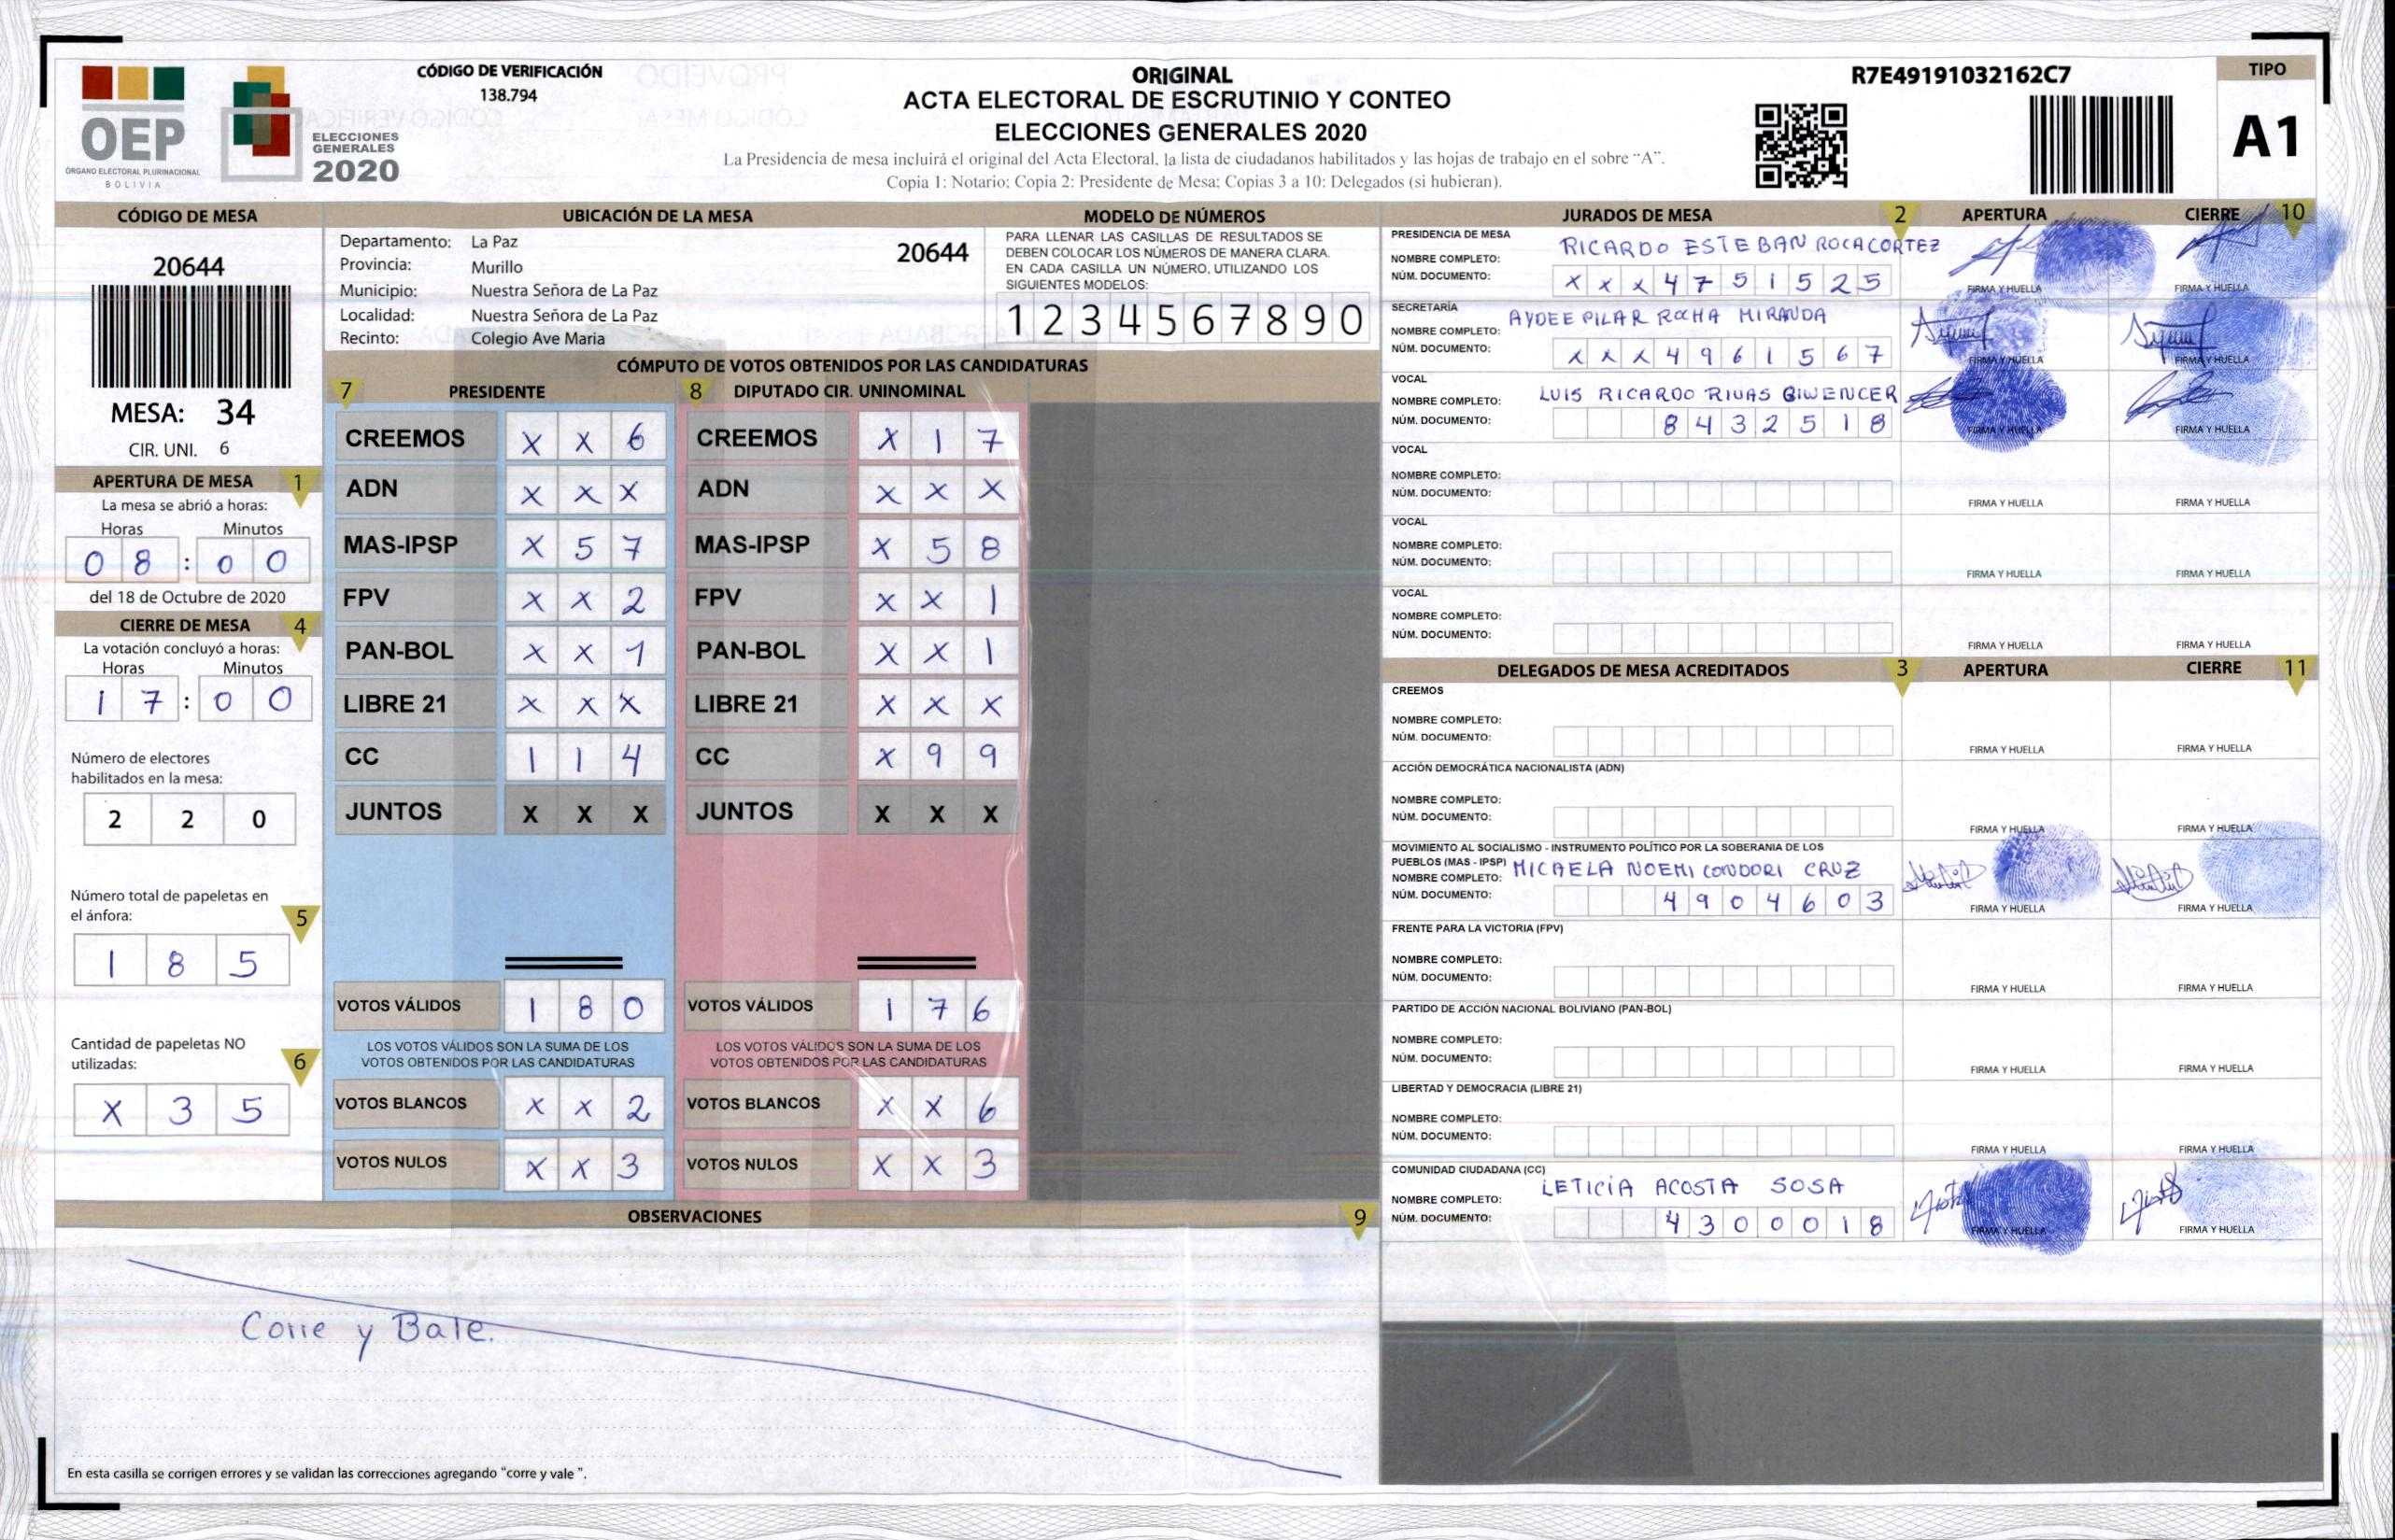 CÓDIGO DE VERIFICACIÓN
138.794
OEP
ÓRGANO ELECTORAL PLURINACIONAL
BOLIVIA
ELECCIONES
GENERALES
2020
ORIGINAL
ACTA ELECTORAL DE ESCRUTINIO Y CONTEO
ELECCIONES GENERALES 2020
La Presidencia de mesa incluirá el original del Acta Electoral, la lista de ciudadanos habilitados y las hojas de trabajo en el sobre "A".
Copia 1: Notario; Copia 2: Presidente de Mesa; Copias 3 a 10: Delegados (si hubieran).
R7E49191032162C7
TIPO
A1
CÓDIGO DE MESA
20644
MESA: 34
CIR. UNI. 6
APERTURA DE MESA 1
La mesa se abrió a horas:
Horas Minutos
0 8 : 0 0
del 18 de Octubre de 2020
CIERRE DE MESA 4
La votación concluyó a horas:
Horas Minutos
1 7 : 0 0
Número de electores
habilitados en la mesa:
2 2 0
Número total de papeletas en
el ánfora: 5
1 8 5
Cantidad de papeletas NO
utilizadas: 6
X 3 5
UBICACIÓN DE LA MESA
Departamento: La Paz
20644
Provincia: Murillo
Municipio: Nuestra Señora de La Paz
Localidad: Nuestra Señora de La Paz
Recinto: Colegio Ave Maria
MODELO DE NÚMEROS
PARA LLENAR LAS CASILLAS DE RESULTADOS SE
DEBEN COLOCAR LOS NÚMEROS DE MANERA CLARA.
EN CADA CASILLA UN NÚMERO, UTILIZANDO LOS
SIGUIENTES MODELOS:
1 2 3 4 5 6 7 8 9 0
CÓMPUTO DE VOTOS OBTENIDOS POR LAS CANDIDATURAS
7 PRESIDENTE
CREEMOS X X 6
ADN X X X
MAS-IPSP X 5 7
FPV X X 2
PAN-BOL X X 1
LIBRE 21 X X X
CC 1 1 4
JUNTOS X X X
VOTOS VÁLIDOS 1 8 0
LOS VOTOS VÁLIDOS SON LA SUMA DE LOS
VOTOS OBTENIDOS POR LAS CANDIDATURAS
VOTOS BLANCOS X X 2
VOTOS NULOS X X 3
8 DIPUTADO CIR. UNINOMINAL
CREEMOS X 1 7
ADN X X X
MAS-IPSP X 5 8
FPV X X 1
PAN-BOL X X 1
LIBRE 21 X X X
CC X 9 9
JUNTOS X X X
VOTOS VÁLIDOS 1 7 6
LOS VOTOS VÁLIDOS SON LA SUMA DE LOS
VOTOS OBTENIDOS POR LAS CANDIDATURAS
VOTOS BLANCOS X X 6
VOTOS NULOS X X 3
OBSERVACIONES 9
Corre y Bale.
En esta casilla se corrigen errores y se validan las correcciones agregando "corre y vale ".
JURADOS DE MESA 2 APERTURA CIERRE 10
PRESIDENCIA DE MESA
NOMBRE COMPLETO: RICARDO ESTEBAN ROCA CORTEZ
NÚM. DOCUMENTO: X X X 4 7 5 1 5 2 5
FIRMA Y HUELLA FIRMA Y HUELLA
SECRETARÍA
NOMBRE COMPLETO: AYDEE PILAR ROCHA MIRANDA
NÚM. DOCUMENTO: X X X 4 9 6 1 5 6 7
FIRMA Y HUELLA FIRMA Y HUELLA
VOCAL
NOMBRE COMPLETO: LUIS RICARDO RIVAS
NÚM. DOCUMENTO: 8 4 3 2 5 1 8
FIRMA Y HUELLA FIRMA Y HUELLA
VOCAL
NOMBRE COMPLETO:
NÚM. DOCUMENTO:
FIRMA Y HUELLA FIRMA Y HUELLA
VOCAL
NOMBRE COMPLETO:
NÚM. DOCUMENTO:
FIRMA Y HUELLA FIRMA Y HUELLA
VOCAL
NOMBRE COMPLETO:
NÚM. DOCUMENTO:
FIRMA Y HUELLA FIRMA Y HUELLA
DELEGADOS DE MESA ACREDITADOS 3 APERTURA CIERRE 11
CREEMOS
NOMBRE COMPLETO:
NÚM. DOCUMENTO:
FIRMA Y HUELLA FIRMA Y HUELLA
ACCIÓN DEMOCRÁTICA NACIONALISTA (ADN)
NOMBRE COMPLETO:
NÚM. DOCUMENTO:
FIRMA Y HUELLA FIRMA Y HUELLA
MOVIMIENTO AL SOCIALISMO - INSTRUMENTO POLÍTICO POR LA SOBERANIA DE LOS
PUEBLOS (MAS - IPSP)
NOMBRE COMPLETO: MICAELA NOEMI CONDORI CRUZ
NÚM. DOCUMENTO: 4 9 0 4 6 0 3
FIRMA Y HUELLA FIRMA Y HUELLA
FRENTE PARA LA VICTORIA (FPV)
NOMBRE COMPLETO:
NÚM. DOCUMENTO:
FIRMA Y HUELLA FIRMA Y HUELLA
PARTIDO DE ACCIÓN NACIONAL BOLIVIANO (PAN-BOL)
NOMBRE COMPLETO:
NÚM. DOCUMENTO:
FIRMA Y HUELLA FIRMA Y HUELLA
LIBERTAD Y DEMOCRACIA (LIBRE 21)
NOMBRE COMPLETO:
NÚM. DOCUMENTO:
FIRMA Y HUELLA FIRMA Y HUELLA
COMUNIDAD CIUDADANA (CC)
NOMBRE COMPLETO: LETICIA ACOSTA SOSA
NÚM. DOCUMENTO: 4 3 0 0 0 1 8
FIRMA Y HUELLA FIRMA Y HUELLA